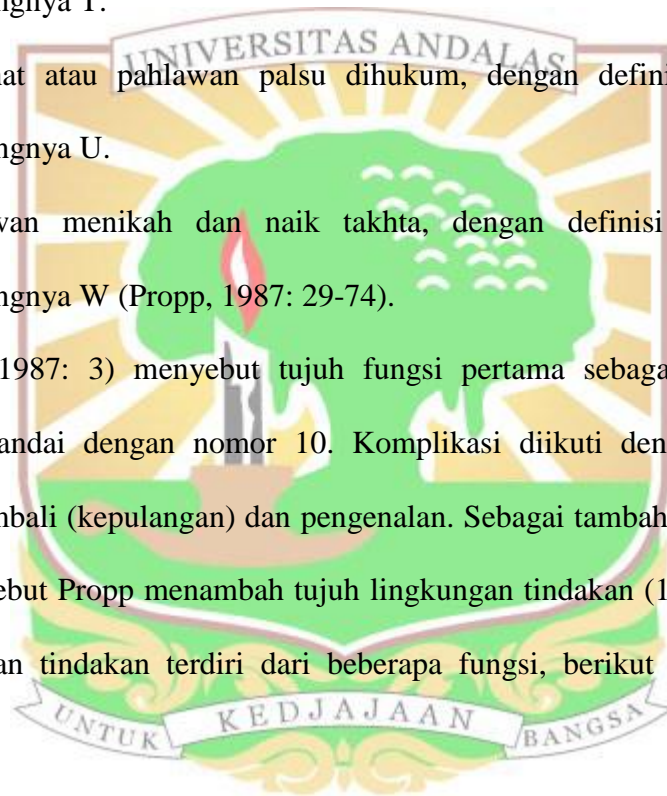 ngnya T.
UNIVERSITAS ANDALAS
nat atau pahlawan palsu dihukum, dengan defini
ngnya U.
wan menikah dan naik takhta, dengan definisi
ngnya W (Propp, 1987: 29-74).
1987: 3) menyebut tujuh fungsi pertama sebaga
andai dengan nomor 10. Komplikasi diikuti den
mbali (kepulangan) dan pengenalan. Sebagai tambah
ebut Propp menambah tujuh lingkungan tindakan (1
an tindakan terdiri dari beberapa fungsi, berikut
UNTUK KEDJAJAAN BANGSA